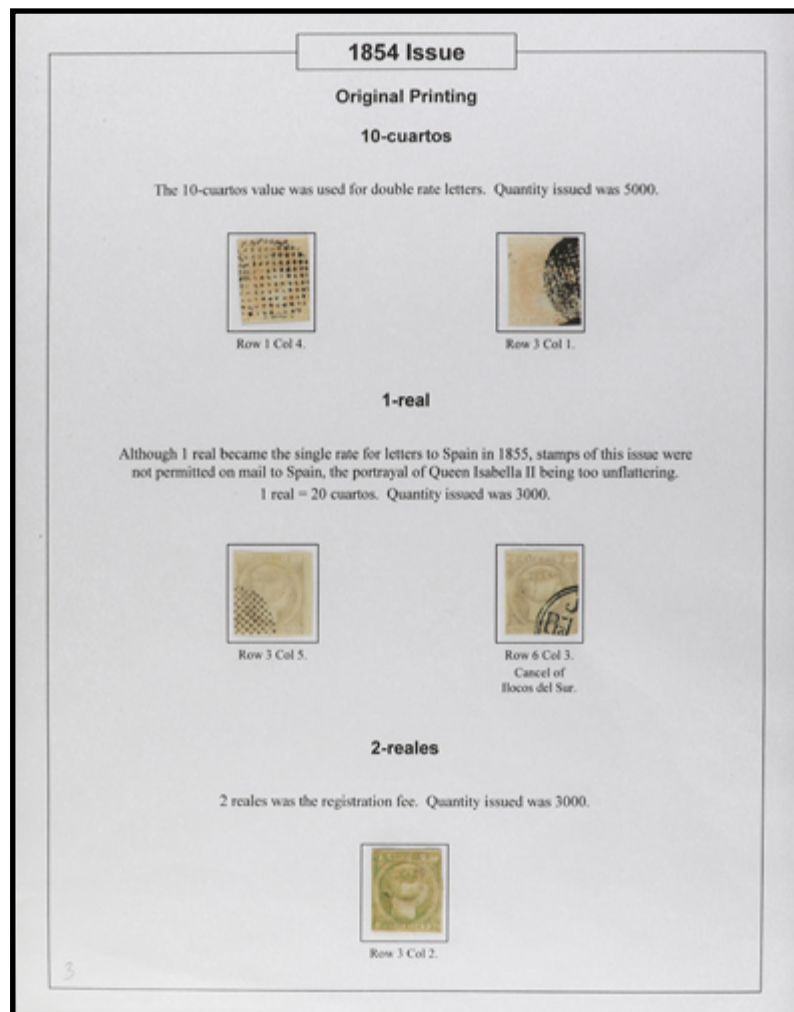 1854 Issue
Original Printing
10-cuartos
The 10-cuartos value was used for double rate letters. Quantity issued was 5000.
Row 1 Col 4.
Row 3 Col 1.
1-real
Although 1 real became the single rate for letters to Spain in 1855, stamps of this issue were
not permitted on mail to Spain, the portrayal of Queen Isabella II being too unflattering.
1 real = 20 cuartos. Quantity issued was 3000.
Row 3 Col 5.
Row 6 Col 3.
Cancel of
Ilocos del Sur.
2-reales
2 reales was the registration fee. Quantity issued was 3000.
Row 3 Col 2.
3